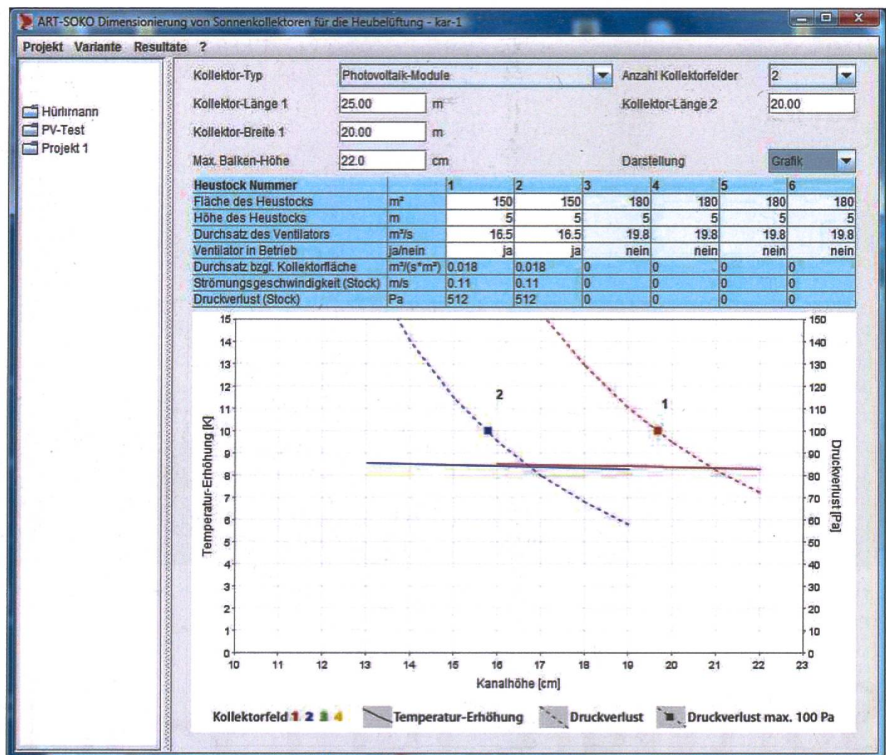 ART-SOKO Dimensionierung von Sonnenkollektoren für die Heubelüftung - kar-1
Projekt Variante Resultate ?
Hürlimann
PV-Test
Projekt 1
Kollektor-Typ Photovoltaik-Module Anzahl Kollektorfelder 2
Kollektor-Länge 1 25.00 m Kollektor-Länge 2 20.00
Kollektor-Breite 1 20.00 m
Max. Balken-Höhe 22.0 cm Darstellung Grafik
Heustock Nummer 1 2 3 4 5 6
Fläche des Heustocks m² 150 150 180 180 180 180
Höhe des Heustocks m 5 5 5 5 5 5
Durchsatz des Ventilators m³/s 16.5 16.5 19.8 19.8 19.8 19.8
Ventilator in Betrieb ja/nein ja ja nein nein nein nein
Durchsatz bzgl. Kollektorfläche m³/(s*m²) 0.018 0.018 0 0 0 0
Strömungsgeschwindigkeit (Stock) m/s 0.11 0.11 0 0 0 0
Druckverlust (Stock) Pa 512 512 0 0 0 0
15 150
14 140
13 130
12 120
2 1
11 110
10 100
9 90
8 80
7 70
6 60
5 50
4 40
3 30
2 20
1 10
0 0
Temperatur-Erhöhung [K]
Druckverlust [Pa]
10 11 12 13 14 15 16 17 18 19 20 21 22 23
Kanalhöhe [cm]
Kollektorfeld 1 2 3 4 Temperatur-Erhöhung Druckverlust Druckverlust max. 100 Pa